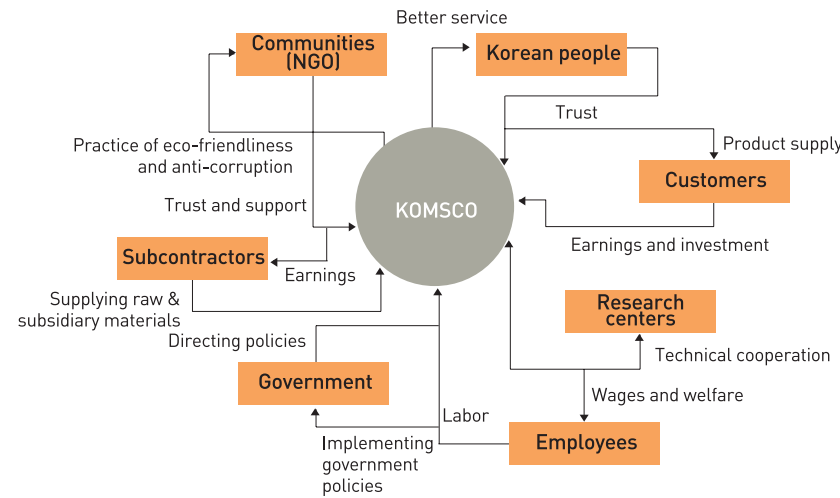 Better service
Communities
(NGO)
Korean people
Trust
Practice of eco-friendliness
and anti-corruption
Product supply
Customers
Trust and support
KOMSCO
Earnings and investment
Subcontractors
Earnings
Supplying raw &
subsidiary materials
Research
centers
Directing policies
Technical cooperation
Government
Wages and welfare
Labor
Implementing
government
policies
Employees